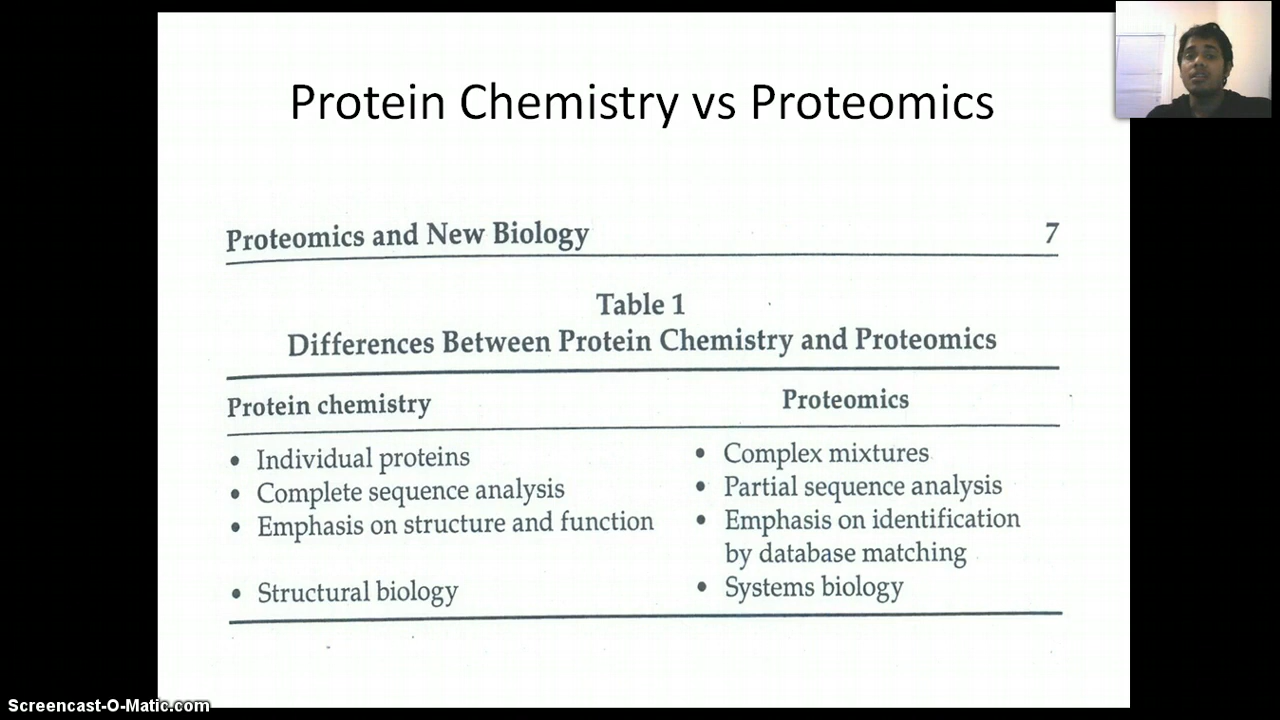 Protein Chemistry vs Proteomics
Proteomics and New Biology 7
Table 1
Differences Between Protein Chemistry and Proteomics
Protein chemistry Proteomics
• Individual proteins • Complex mixtures
• Complete sequence analysis • Partial sequence analysis
• Emphasis on structure and function • Emphasis on identification
by database matching
• Structural biology • Systems biology
Screencast-O-Matic.com